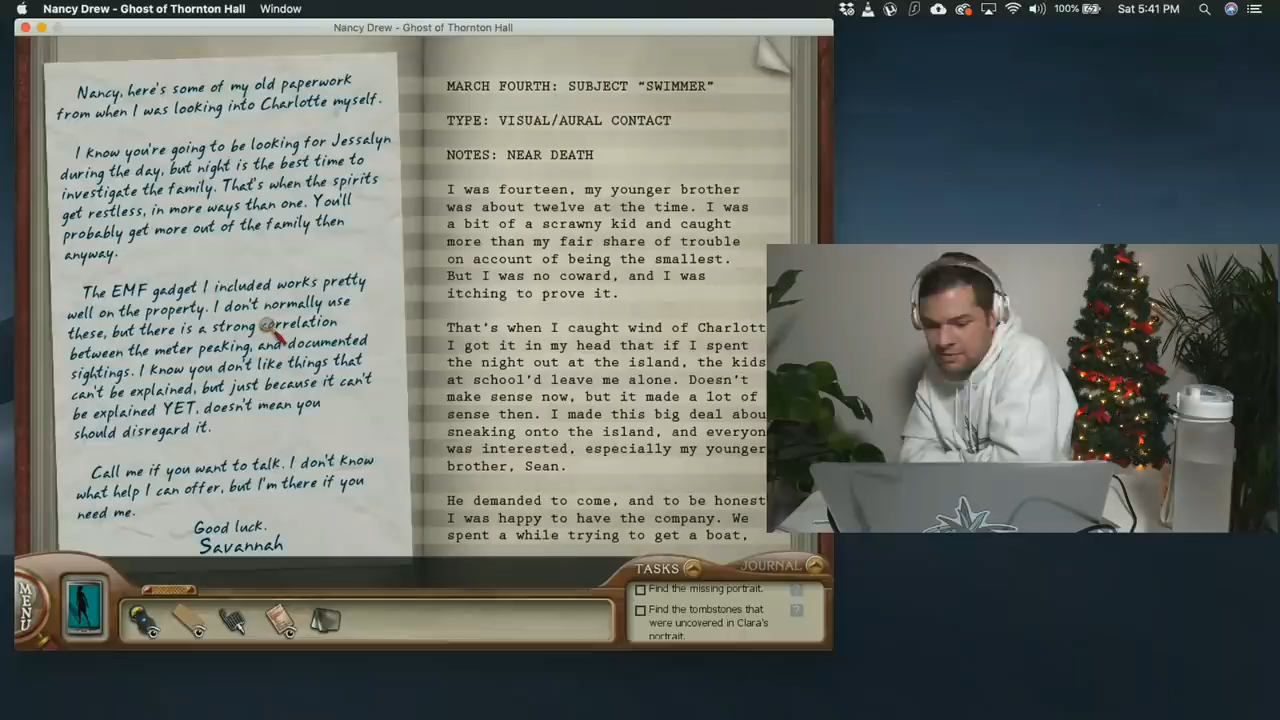 Nancy Drew - Ghost of Thornton Hall
Window
100%
Sat 5:41 PM
Nancy Drew - Ghost of Thornton Hall
Nancy, here's some of my old paperwork
from when I was looking into Charlotte myself.
I know you're going to be looking for Jessalyn
during the day, but night is the best time to
investigate the family. That's when the spirits
get restless, in more ways than one. You'll
probably get more out of the family then
anyway.
The EMF gadget I included works pretty
well on the property. I don't normally use
these, but there is a strong correlation
between the meter peaking, and documented
sightings. I know you don't like things that
can't be explained, but just because it can't
be explained YET, doesn't mean you
should disregard it.
Call me if you want to talk. I don't know
what help I can offer, but I'm there if you
need me.
Good luck.
Savannah
MARCH FOURTH: SUBJECT "SWIMMER"
TYPE: VISUAL/AURAL CONTACT
NOTES: NEAR DEATH
I was fourteen, my younger brother
was about twelve at the time. I was
a bit of a scrawny kid and caught
more than my fair share of trouble
on account of being the smallest.
But I was no coward, and I was
itching to prove it.
That's when I caught wind of Charlott
I got it in my head that if I spent
the night out at the island, the kids
at school'd leave me alone. Doesn't
make sense now, but it made a lot of
sense then. I made this big deal abou
sneaking onto the island, and everyon
was interested, especially my younger
brother, Sean.
He demanded to come, and to be honest
I was happy to have the company. We
spent a while trying to get a boat,
MENU
TASKS
JOURNAL
Find the missing portrait.
?
Find the tombstones that
were uncovered in Clara's
portrait.
?